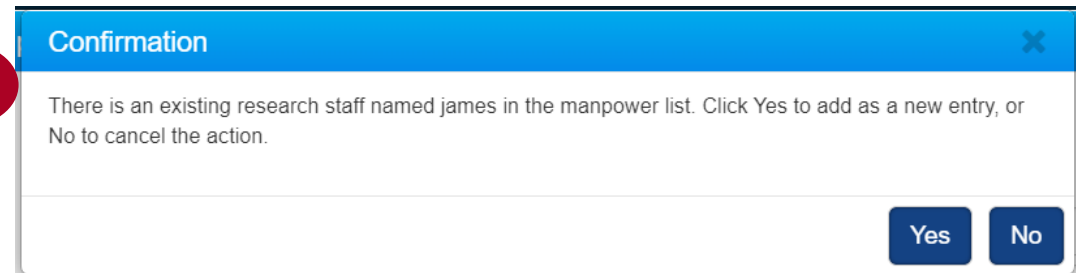 Confirmation
There is an existing research staff named james in the manpower list. Click Yes to add as a new entry, or
No to cancel the action.
Yes No